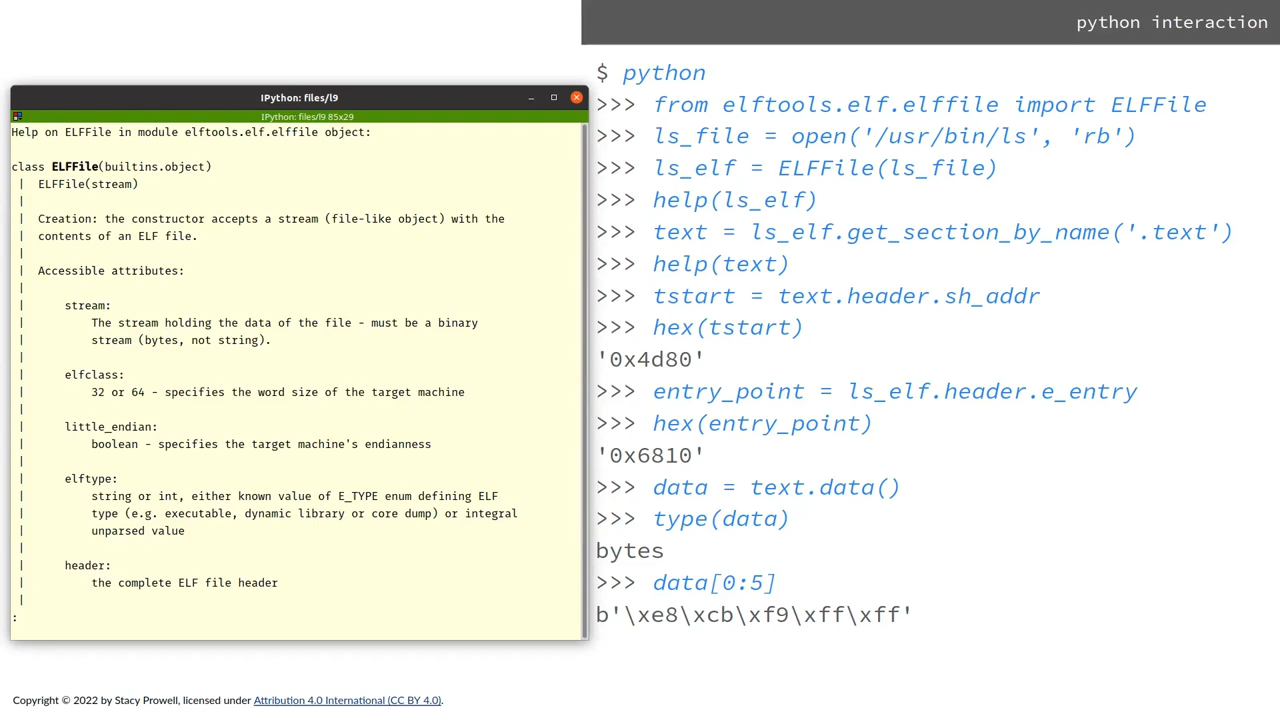 python interaction
$ python
>>> from elftools.elf.elffile import ELFFile
>>> ls_file = open('/usr/bin/ls', 'rb')
>>> ls_elf = ELFFile(ls_file)
>>> help(ls_elf)
>>> text = ls_elf.get_section_by_name('.text')
>>> help(text)
>>> tstart = text.header.sh_addr
>>> hex(tstart)
'0x4d80'
>>> entry_point = ls_elf.header.e_entry
>>> hex(entry_point)
'0x6810'
>>> data = text.data()
>>> type(data)
bytes
>>> data[0:5]
b'\xe8\xcb\xf9\xff\xff'
IPython: files/l9
IPython: files/l9 85x29
Help on ELFFile in module elftools.elf.elffile object:
class ELFFile(builtins.object)
 |  ELFFile(stream)
 |
 |  Creation: the constructor accepts a stream (file-like object) with the
 |  contents of an ELF file.
 |
 |  Accessible attributes:
 |
 |      stream:
 |          The stream holding the data of the file - must be a binary
 |          stream (bytes, not string).
 |
 |      elfclass:
 |          32 or 64 - specifies the word size of the target machine
 |
 |      little_endian:
 |          boolean - specifies the target machine's endianness
 |
 |      elftype:
 |          string or int, either known value of E_TYPE enum defining ELF
 |          type (e.g. executable, dynamic library or core dump) or integral
 |          unparsed value
 |
 |      header:
 |          the complete ELF file header
 |
:
Copyright © 2022 by Stacy Prowell, licensed under Attribution 4.0 International (CC BY 4.0).